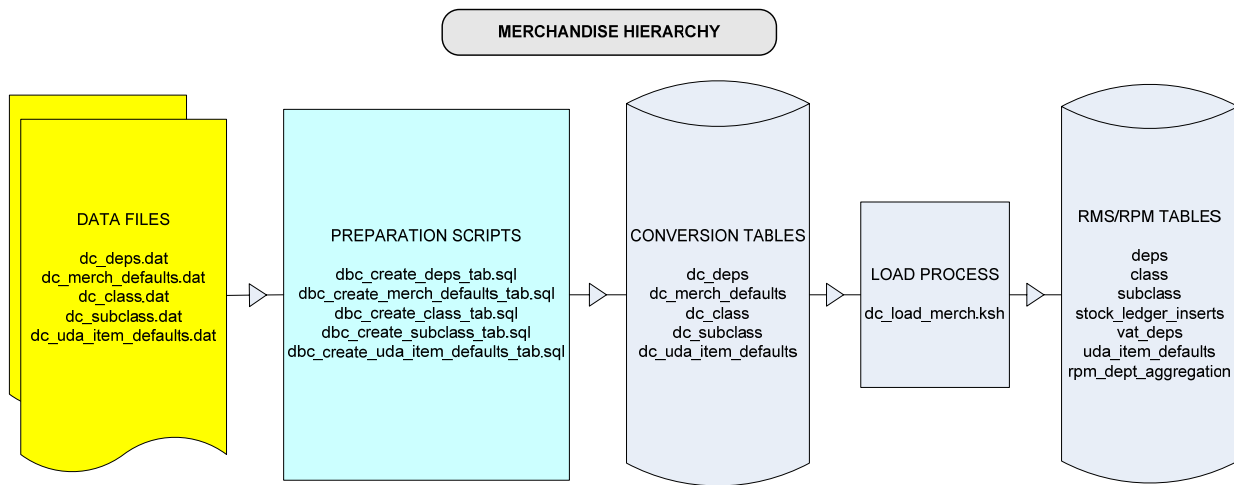 MERCHANDISE HIERARCHY
DATA FILES
dc_deps.dat
dc_merch_defaults.dat
dc_class.dat
dc_subclass.dat
dc_uda_item_defaults.dat
PREPARATION SCRIPTS
dbc_create_deps_tab.sql
dbc_create_merch_defaults_tab.sql
dbc_create_class_tab.sql
dbc_create_subclass_tab.sql
dbc_create_uda_item_defaults_tab.sql
CONVERSION TABLES
dc_deps
dc_merch_defaults
dc_class
dc_subclass
dc_uda_item_defaults
LOAD PROCESS
dc_load_merch.ksh
RMS/RPM TABLES
deps
class
subclass
stock_ledger_inserts
vat_deps
uda_item_defaults
rpm_dept_aggregation